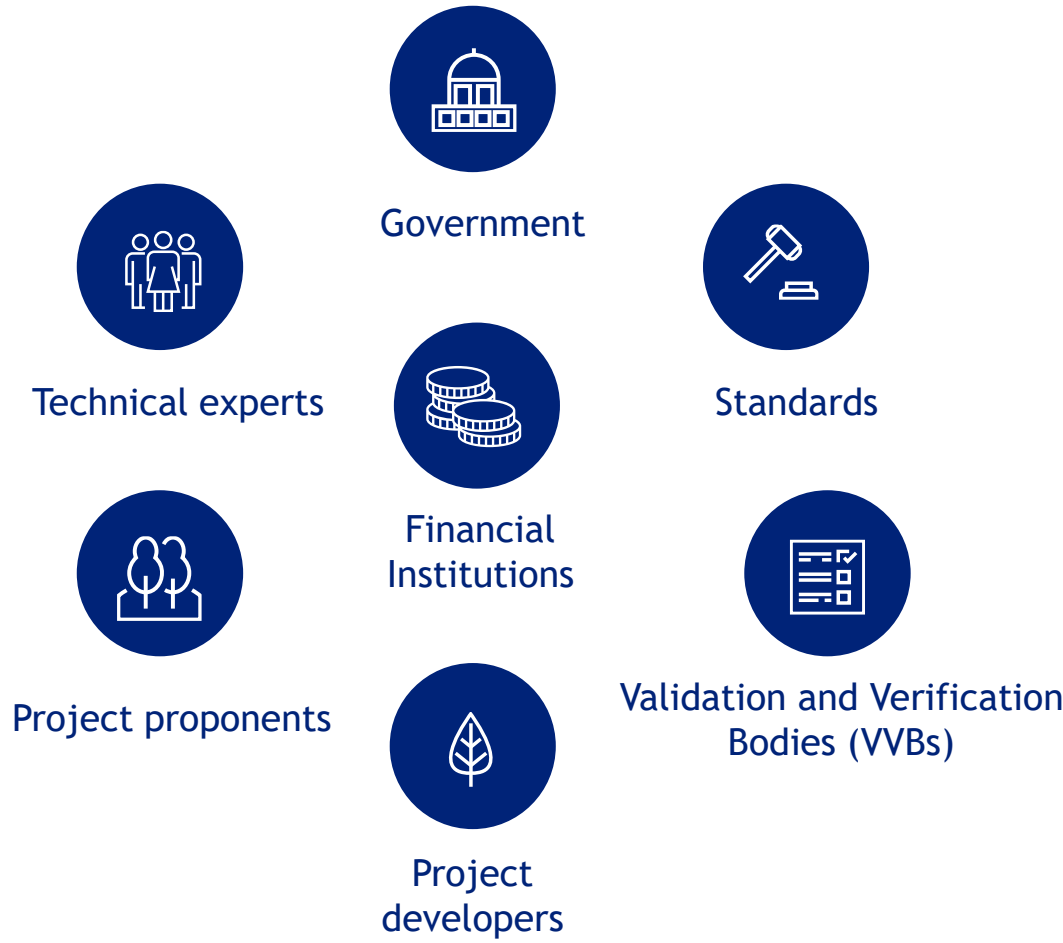 Government
Technical experts
Standards
Financial
Institutions
Project proponents
Validation and Verification
Bodies (VVBs)
Project
developers